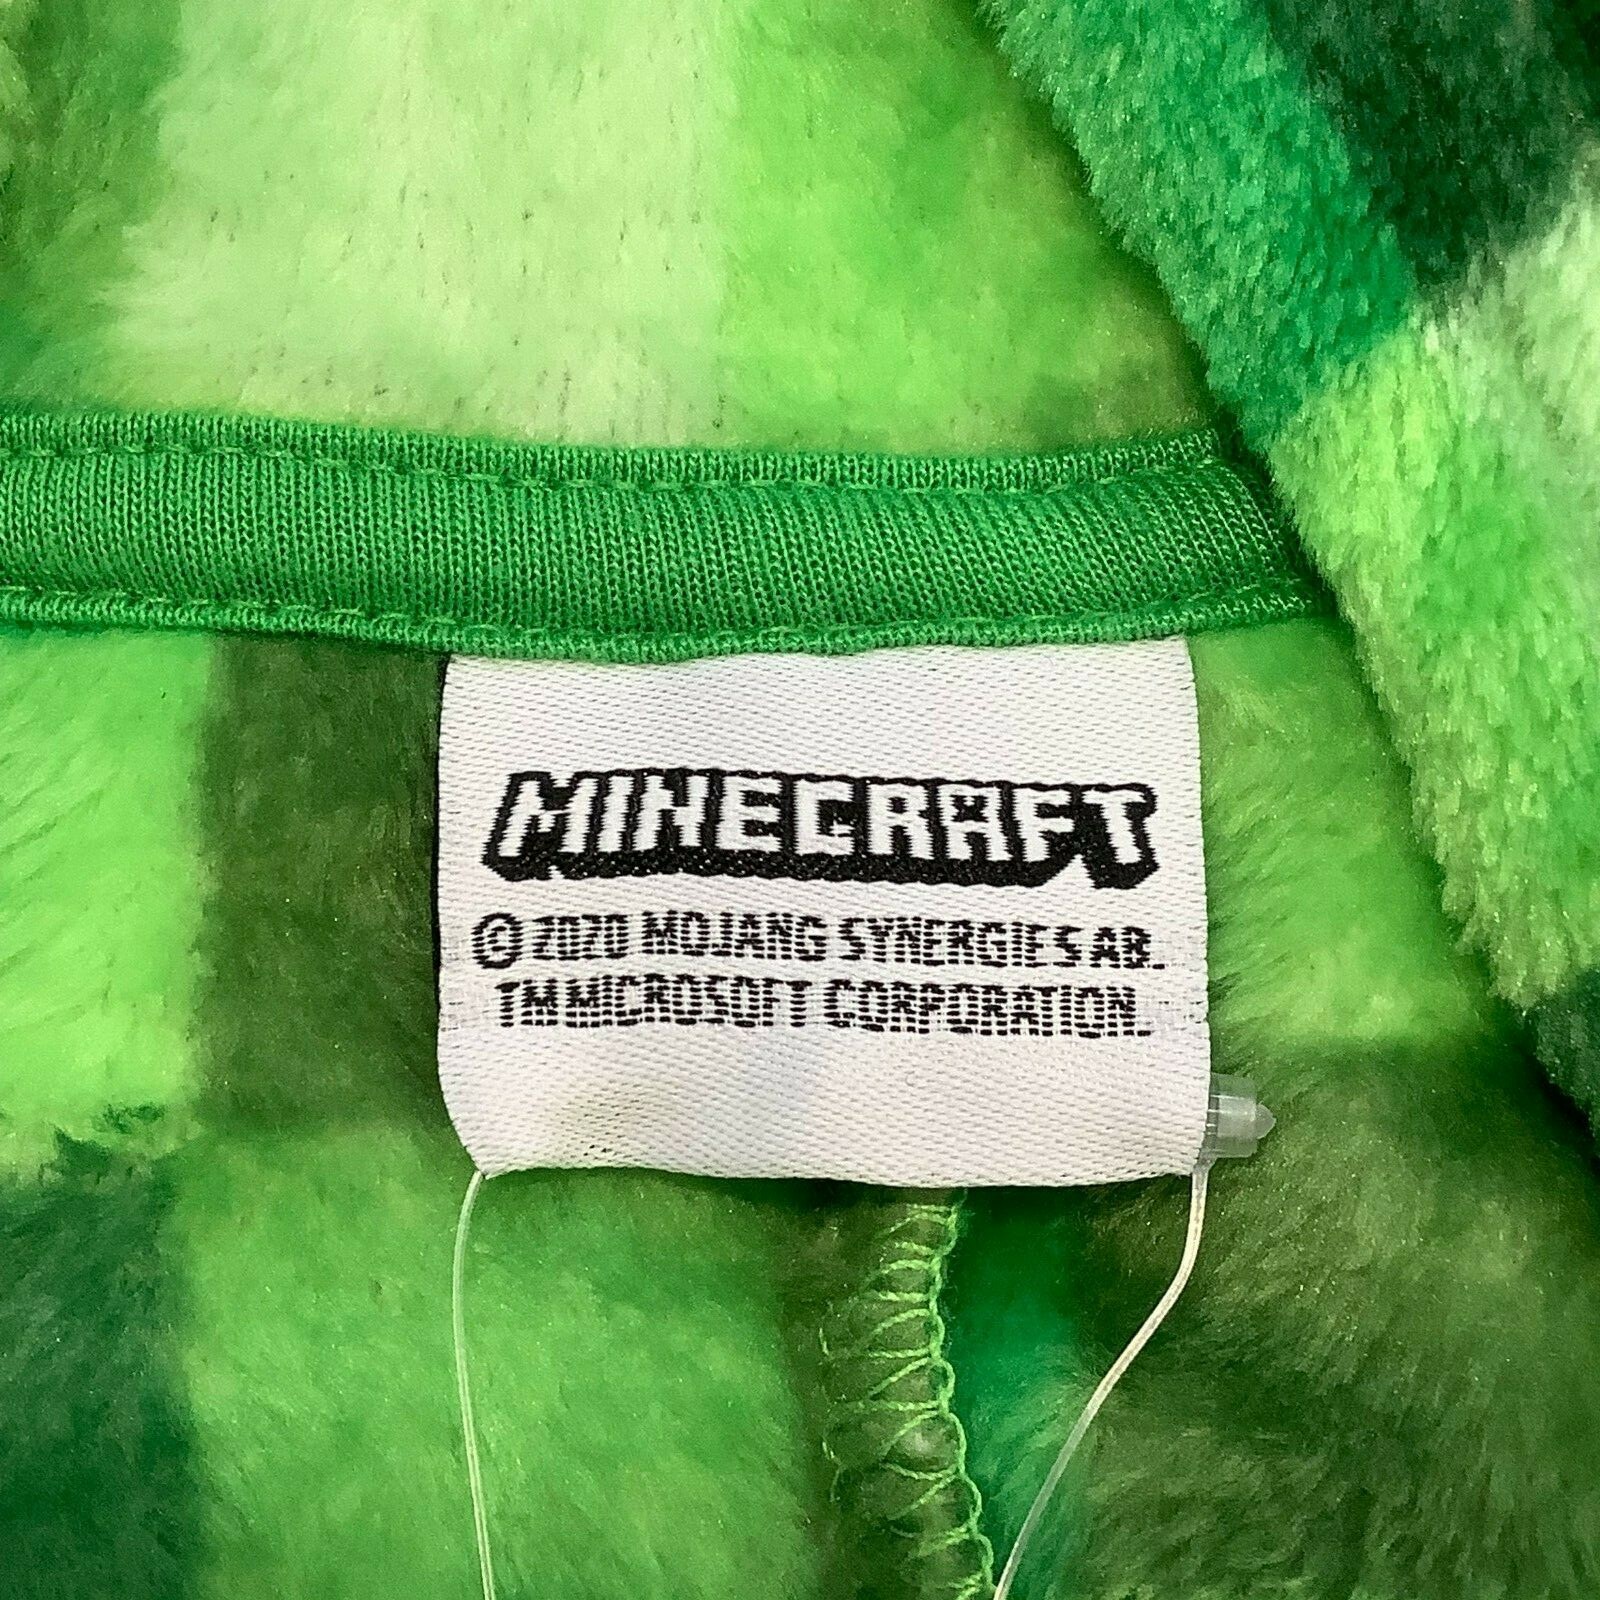 MINECRAFT
© 2020 MOJANG SYNERGIES AB.
TM MICROSOFT CORPORATION.